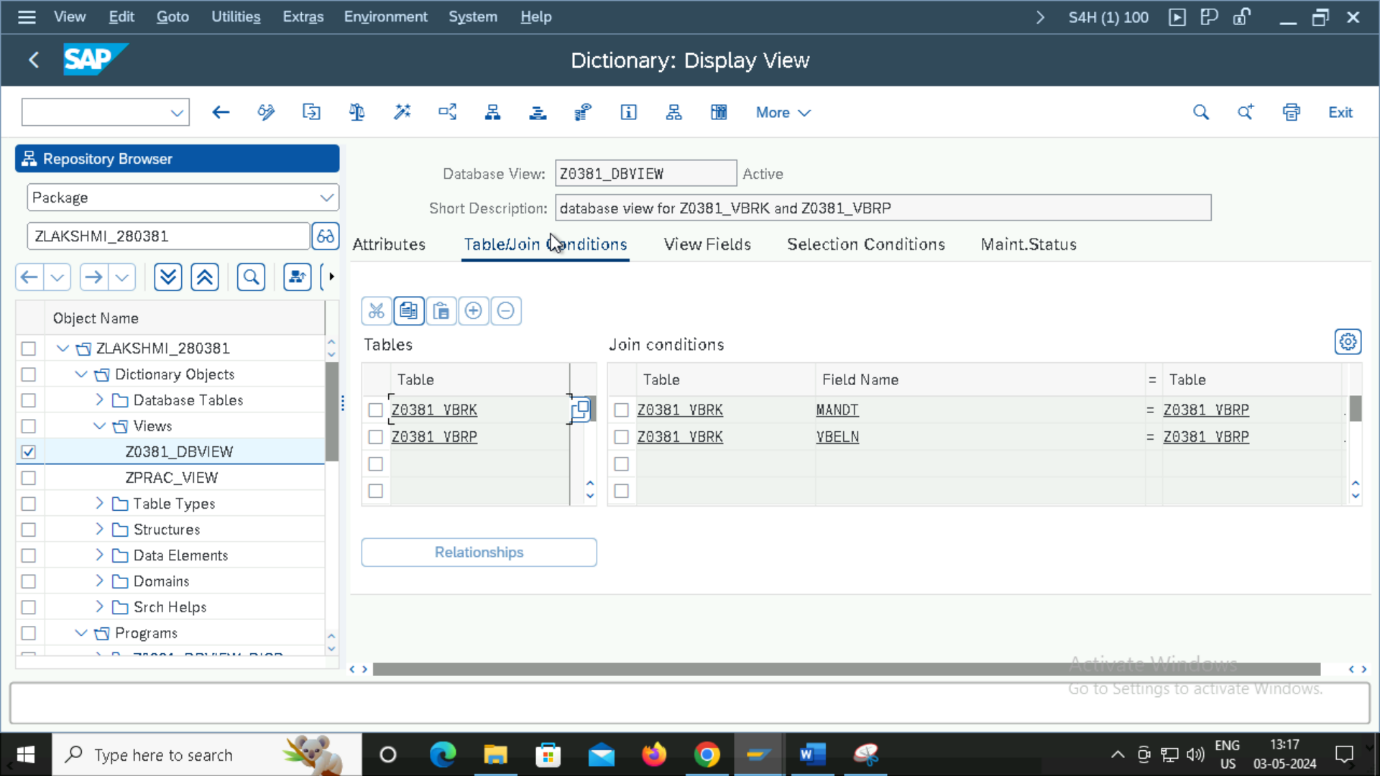 View Edit Goto Utilities Extras Environment System Help S4H (1) 100
SAP Dictionary: Display View
More Exit
Repository Browser
Package
ZLAKSHMI_280381
Object Name
ZLAKSHMI_280381
Dictionary Objects
Database Tables
Views
Z0381_DBVIEW
ZPRAC_VIEW
Table Types
Structures
Data Elements
Domains
Srch Helps
Programs
Database View: Z0381_DBVIEW Active
Short Description: database view for Z0381_VBRK and Z0381_VBRP
Attributes Table/Join Conditions View Fields Selection Conditions Maint.Status
Tables Join conditions
Table Table Field Name = Table
Z0381_VBRK Z0381_VBRK MANDT = Z0381_VBRP
Z0381_VBRP Z0381_VBRK VBELN = Z0381_VBRP
Relationships
Activate Windows
Go to Settings to activate Windows.
Type here to search
ENG 13:17
US 03-05-2024